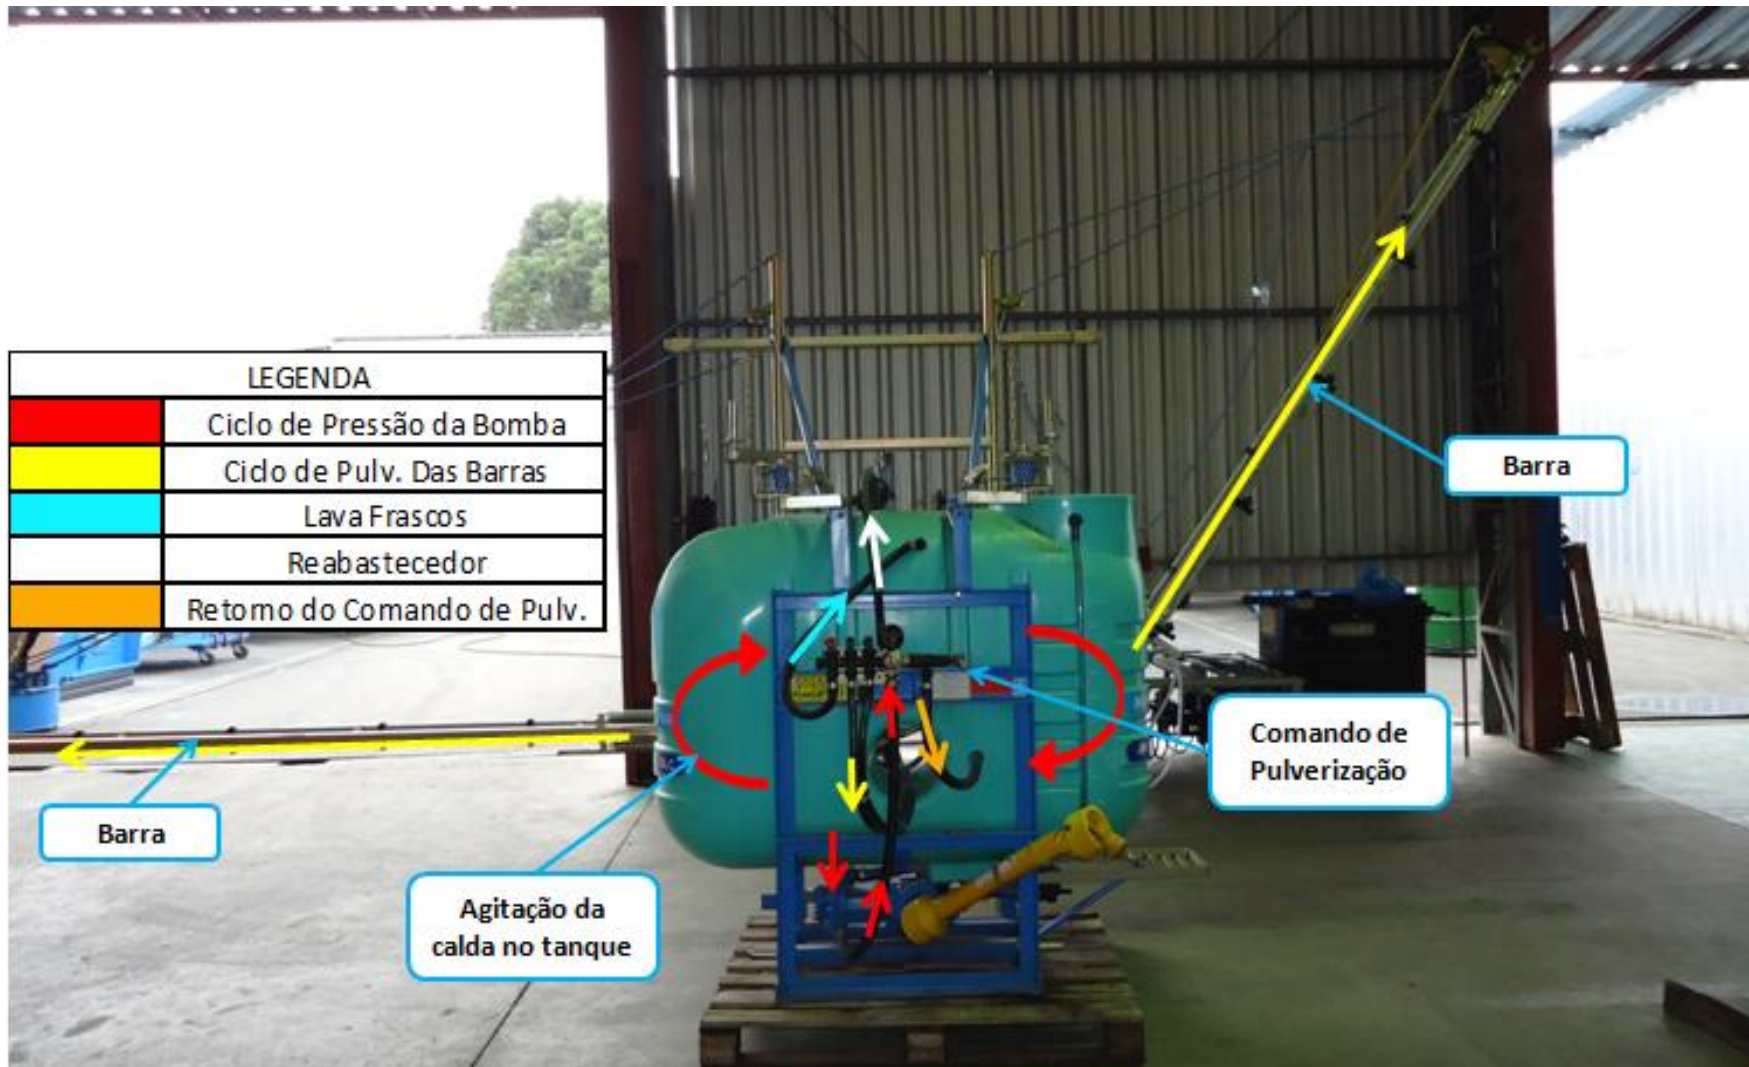 LEGENDA
Ciclo de Pressão da Bomba
Ciclo de Pulv. Das Barras
Lava Frascos
Reabastecedor
Retorno do Comando de Pulv.
Barra
Comando de
Pulverização
Barra
Agitação da
calda no tanque